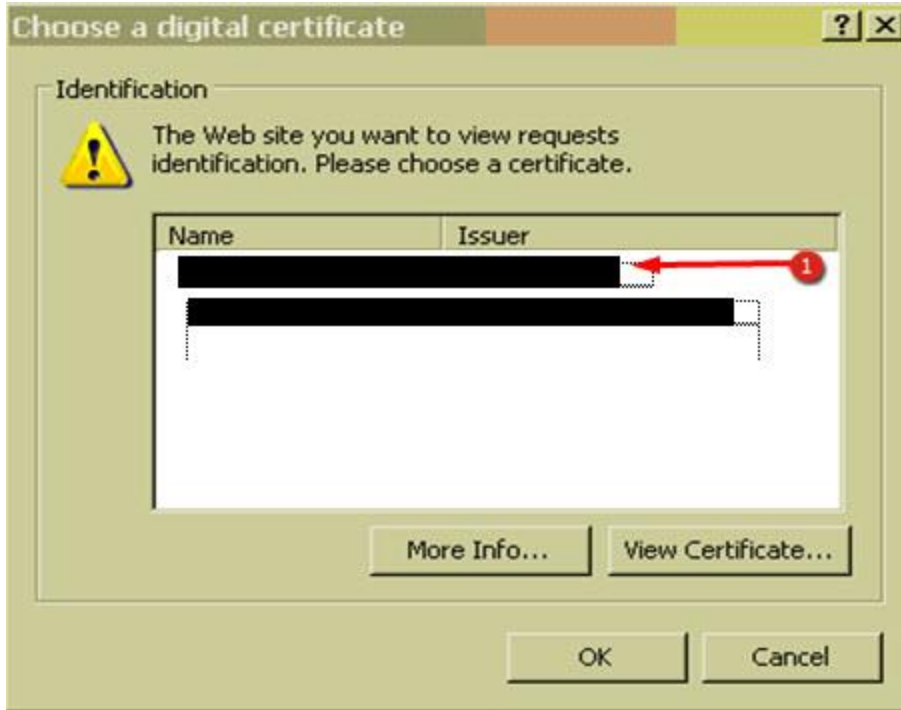 Choose a digital certificate
Identification
The Web site you want to view requests
identification. Please choose a certificate.
Name Issuer
1
More Info... View Certificate...
OK Cancel